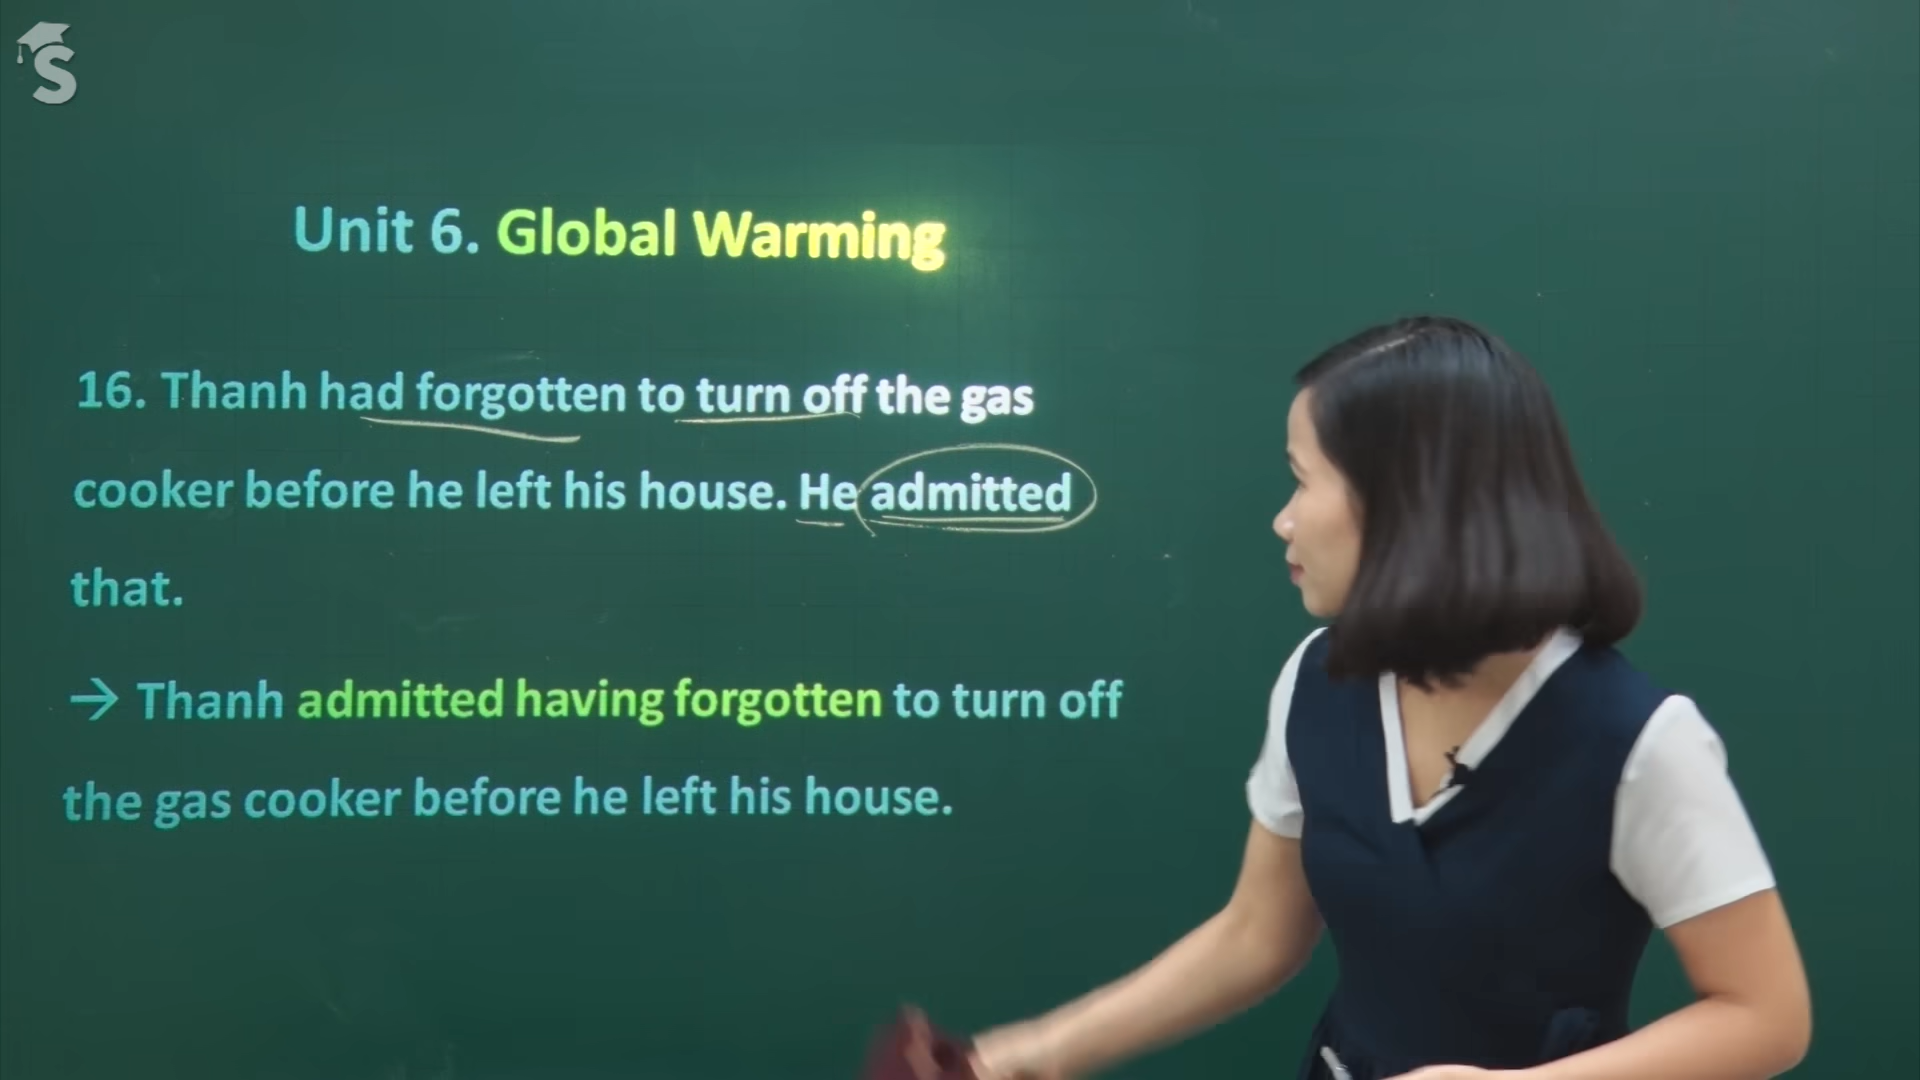 S
Unit 6. Global Warming
16. Thanh had forgotten to turn off the gas
cooker before he left his house. He admitted
that.
→ Thanh admitted having forgotten to turn off
the gas cooker before he left his house.